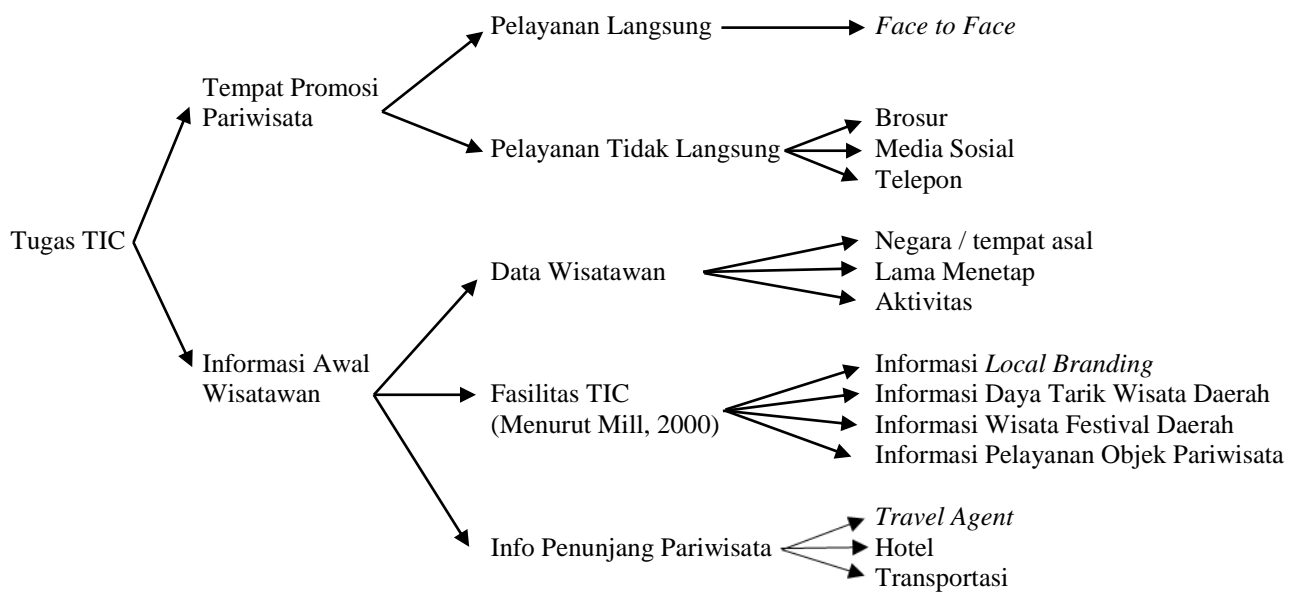 Pelayanan Langsung
Face to Face
Tempat Promosi
Pariwisata
Pelayanan Tidak Langsung
Brosur
Media Sosial
Telepon
Tugas TIC
Data Wisatawan
Negara / tempat asal
Lama Menetap
Aktivitas
Informasi Awal
Wisatawan
Fasilitas TIC
(Menurut Mill, 2000)
Informasi Local Branding
Informasi Daya Tarik Wisata Daerah
Informasi Wisata Festival Daerah
Informasi Pelayanan Objek Pariwisata
Info Penunjang Pariwisata
Travel Agent
Hotel
Transportasi